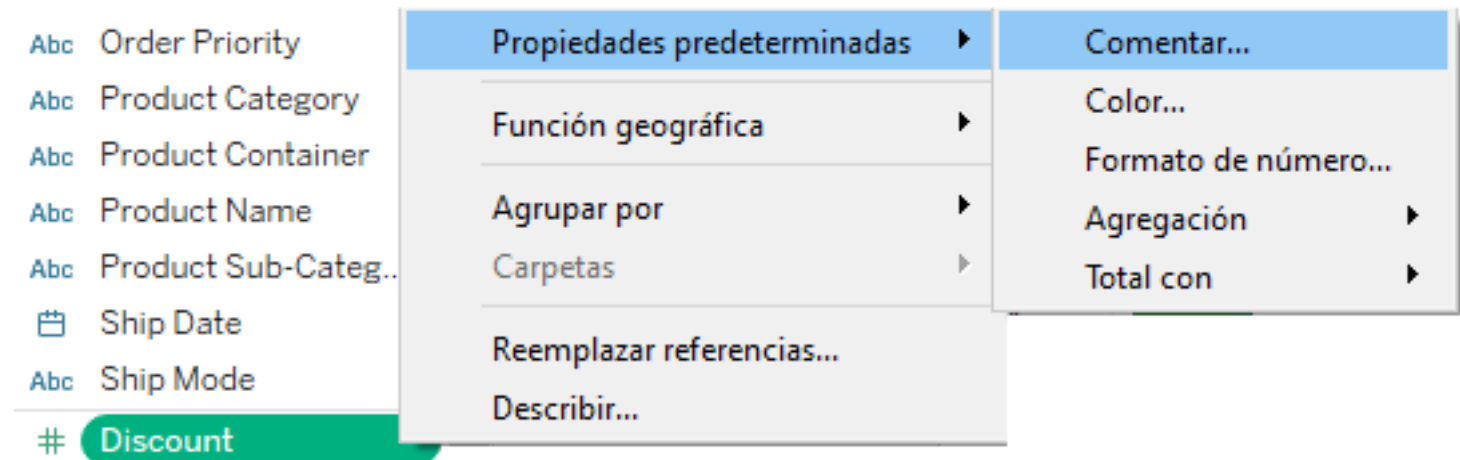 Abc Order Priority
Abc Product Category
Abc Product Container
Abc Product Name
Abc Product Sub-Categ..
Ship Date
Abc Ship Mode
# Discount
Propiedades predeterminadas
Función geográfica
Agrupar por
Carpetas
Reemplazar referencias...
Describir...
Comentar...
Color...
Formato de número...
Agregación
Total con